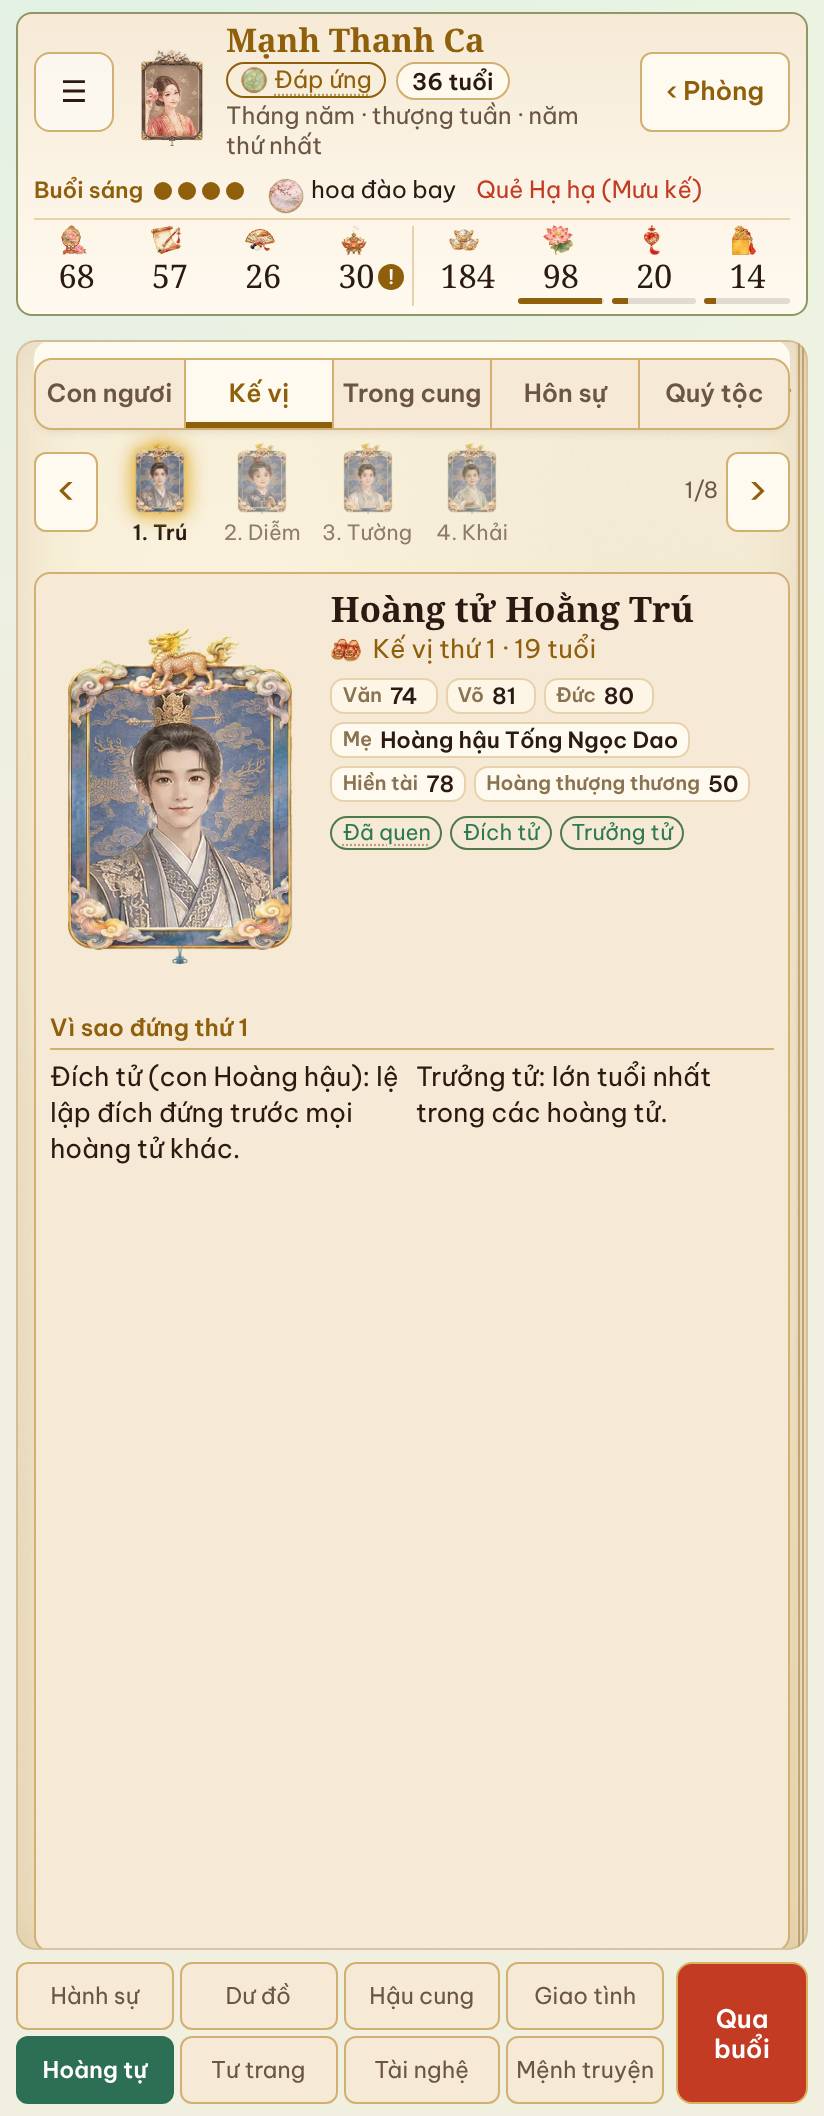 Mạnh Thanh Ca
Đáp ứng
36 tuổi
Tháng năm · thượng tuần · năm
thứ nhất
‹ Phòng
Buổi sáng
hoa đào bay
Quẻ Hạ hạ (Mưu kế)
68
57
26
30
!
184
98
20
14
Con ngươi
Kế vị
Trong cung
Hôn sự
Quý tộc
‹
1. Trú
2. Diễm
3. Tường
4. Khải
1/8
›
Hoàng tử Hoằng Trú
Kế vị thứ 1 · 19 tuổi
Văn 74
Võ 81
Đức 80
Mẹ Hoàng hậu Tống Ngọc Dao
Hiền tài 78
Hoàng thượng thương 50
Đã quen
Đích tử
Trưởng tử
Vì sao đứng thứ 1
Đích tử (con Hoàng hậu): lệ
lập đích đứng trước mọi
hoàng tử khác.
Trưởng tử: lớn tuổi nhất
trong các hoàng tử.
Hành sự
Dư đồ
Hậu cung
Giao tình
Hoàng tự
Tư trang
Tài nghệ
Mệnh truyện
Qua
buổi